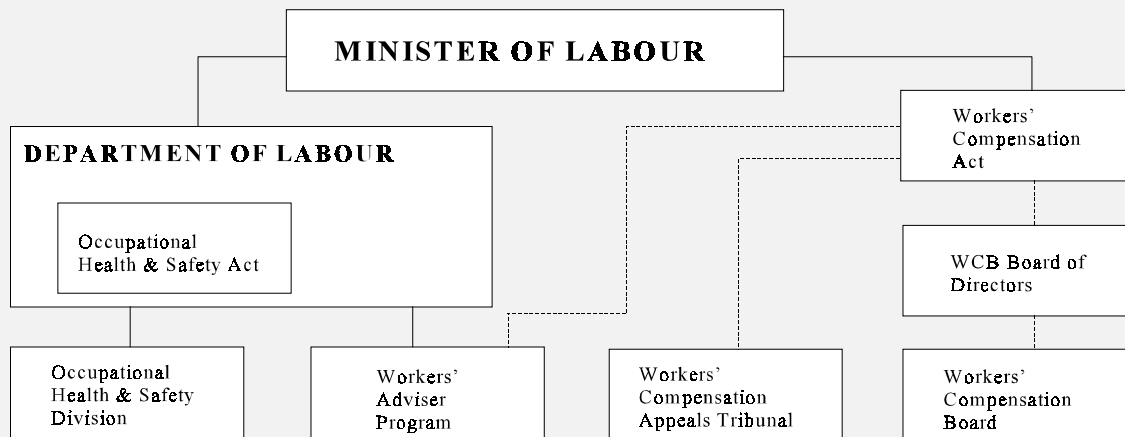 MINISTER OF LABOUR
DEPARTMENT OF LABOUR
Occupational
Health & Safety Act
Workers’
Compensation
Act
WCB Board of
Directors
Occupational
Health & Safety
Division
Workers’
Adviser
Program
Workers’
Compensation
Appeals Tribunal
Workers’
Compensation
Board